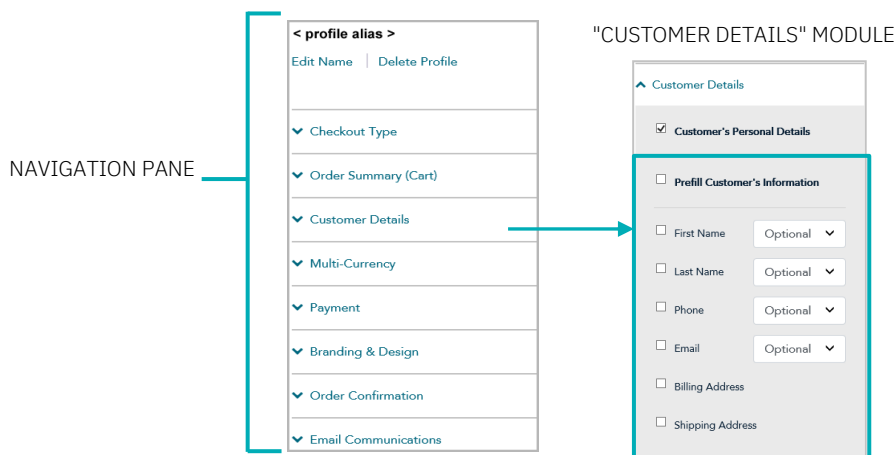 NAVIGATION PANE
< profile alias >
Edit Name | Delete Profile
Checkout Type
Order Summary (Cart)
Customer Details
Multi-Currency
Payment
Branding & Design
Order Confirmation
Email Communications
"CUSTOMER DETAILS" MODULE
Customer Details
Customer's Personal Details
Prefill Customer's Information
First Name Optional
Last Name Optional
Phone Optional
Email Optional
Billing Address
Shipping Address